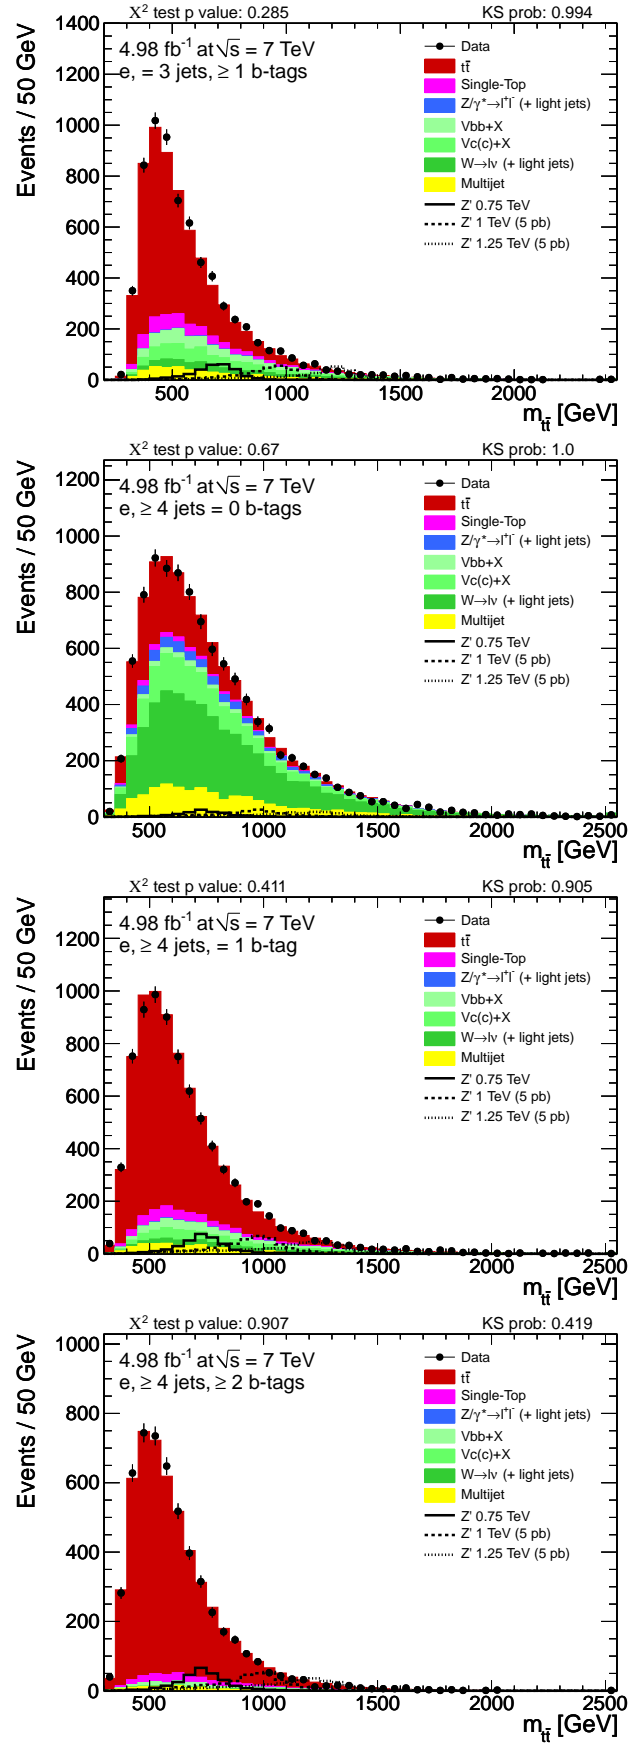 Χ² test p value: 0.285 KS prob: 0.994
Events / 50 GeV
1400
1200
1000
800
600
400
200
0
4.98 fb⁻¹ at √s = 7 TeV
e, = 3 jets, ≥ 1 b-tags
Data
tt̄
Single-Top
Z/γ*→l⁺l⁻ (+ light jets)
Vbb+X
Vc(c)+X
W→lν (+ light jets)
Multijet
Z' 0.75 TeV
Z' 1 TeV (5 pb)
Z' 1.25 TeV (5 pb)
500 1000 1500 2000 2500
m_tt̄ [GeV]
Χ² test p value: 0.67 KS prob: 1.0
Events / 50 GeV
1200
1000
800
600
400
200
0
4.98 fb⁻¹ at √s = 7 TeV
e, ≥ 4 jets = 0 b-tags
Data
tt̄
Single-Top
Z/γ*→l⁺l⁻ (+ light jets)
Vbb+X
Vc(c)+X
W→lν (+ light jets)
Multijet
Z' 0.75 TeV
Z' 1 TeV (5 pb)
Z' 1.25 TeV (5 pb)
500 1000 1500 2000 2500
m_tt̄ [GeV]
Χ² test p value: 0.411 KS prob: 0.905
Events / 50 GeV
1200
1000
800
600
400
200
0
4.98 fb⁻¹ at √s = 7 TeV
e, ≥ 4 jets, = 1 b-tag
Data
tt̄
Single-Top
Z/γ*→l⁺l⁻ (+ light jets)
Vbb+X
Vc(c)+X
W→lν (+ light jets)
Multijet
Z' 0.75 TeV
Z' 1 TeV (5 pb)
Z' 1.25 TeV (5 pb)
500 1000 1500 2000 2500
m_tt̄ [GeV]
Χ² test p value: 0.907 KS prob: 0.419
Events / 50 GeV
1000
800
600
400
200
0
4.98 fb⁻¹ at √s = 7 TeV
e, ≥ 4 jets, ≥ 2 b-tags
Data
tt̄
Single-Top
Z/γ*→l⁺l⁻ (+ light jets)
Vbb+X
Vc(c)+X
W→lν (+ light jets)
Multijet
Z' 0.75 TeV
Z' 1 TeV (5 pb)
Z' 1.25 TeV (5 pb)
500 1000 1500 2000 2500
m_tt̄ [GeV]